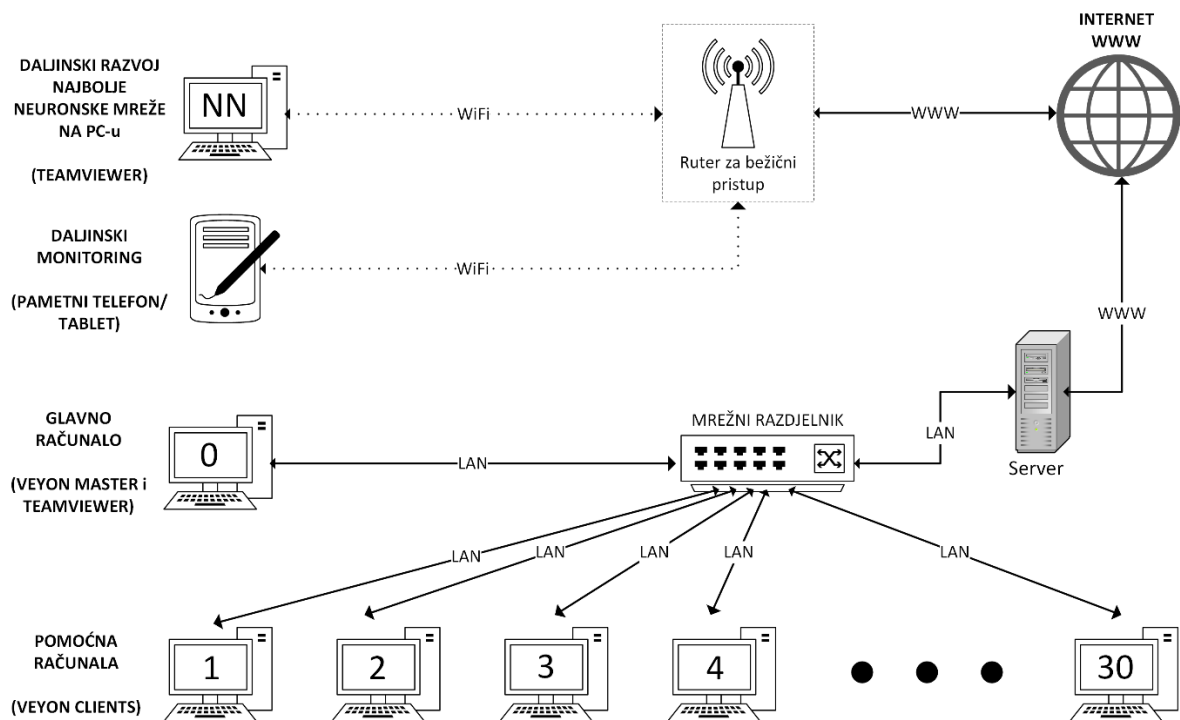 INTERNET
WWW
DALJINSKI RAZVOJ
NAJBOLJE
NEURONSKE MREŽE
NA PC-u
(TEAMVIEWER)
NN
WiFi
Ruter za bežični
pristup
WWW
DALJINSKI
MONITORING
(PAMETNI TELEFON/
TABLET)
WiFi
WWW
GLAVNO
RAČUNALO
(VEYON MASTER i
TEAMVIEWER)
0
LAN
MREŽNI RAZDJELNIK
LAN
Server
LAN
LAN
LAN
LAN
LAN
POMOĆNA
RAČUNALA
(VEYON CLIENTS)
1
2
3
4
30